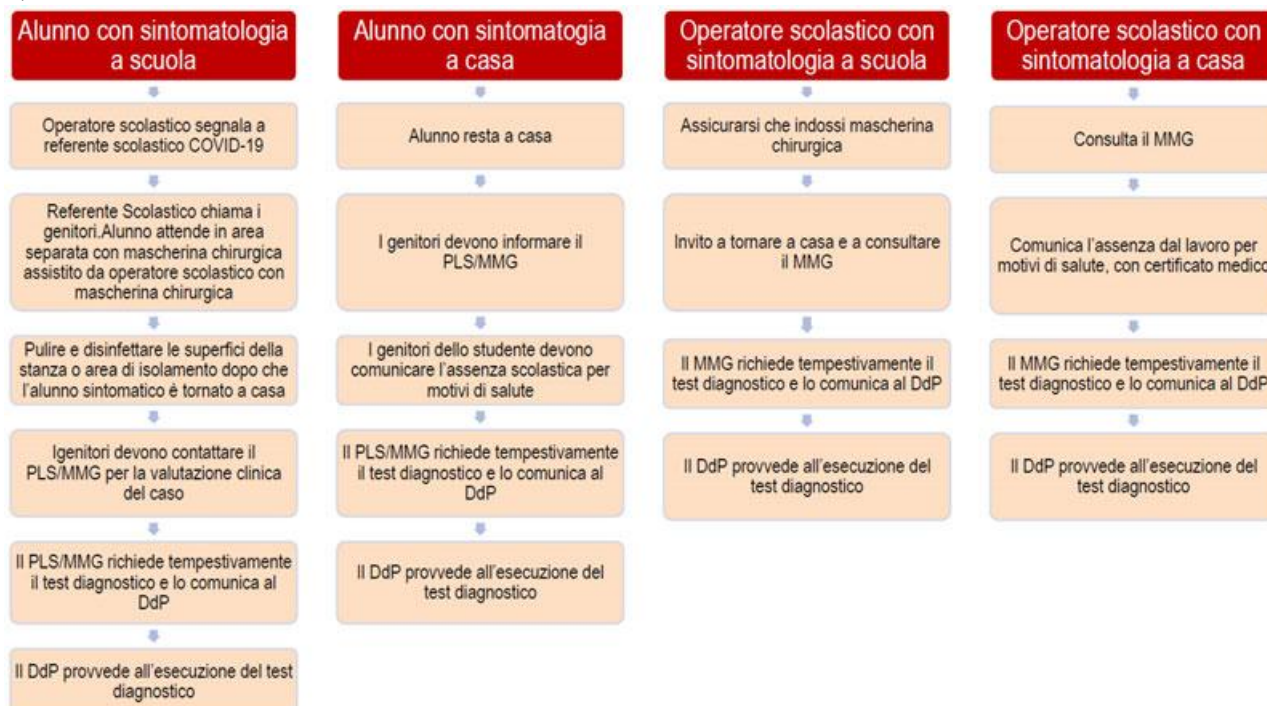 Alunno con sintomatologia
a scuola
Operatore scolastico segnala a
referente scolastico COVID-19
Referente Scolastico chiama i
genitori.Alunno attende in area
separata con mascherina chirurgica
assistito da operatore scolastico con
mascherina chirurgica
Pulire e disinfettare le superfici della
stanza o area di isolamento dopo che
l'alunno sintomatico è tornato a casa
Igenitori devono contattare il
PLS/MMG per la valutazione clinica
del caso
Il PLS/MMG richiede tempestivamente
il test diagnostico e lo comunica al
DdP
Il DdP provvede all'esecuzione del test
diagnostico
Alunno con sintomatogia
a casa
Alunno resta a casa
I genitori devono informare il
PLS/MMG
I genitori dello studente devono
comunicare l'assenza scolastica per
motivi di salute
Il PLS/MMG richiede tempestivamente
il test diagnostico e lo comunica al
DdP
Il DdP provvede all'esecuzione del
test diagnostico
Operatore scolastico con
sintomatologia a scuola
Assicurarsi che indossi mascherina
chirurgica
Invito a tornare a casa e a consultare
il MMG
Il MMG richiede tempestivamente il
test diagnostico e lo comunica al DdP
Il DdP provvede all'esecuzione del
test diagnostico
Operatore scolastico con
sintomatologia a casa
Consulta il MMG
Comunica l'assenza dal lavoro per
motivi di salute, con certificato medico
Il MMG richiede tempestivamente il
test diagnostico e lo comunica al DdP
Il DdP provvede all'esecuzione del
test diagnostico